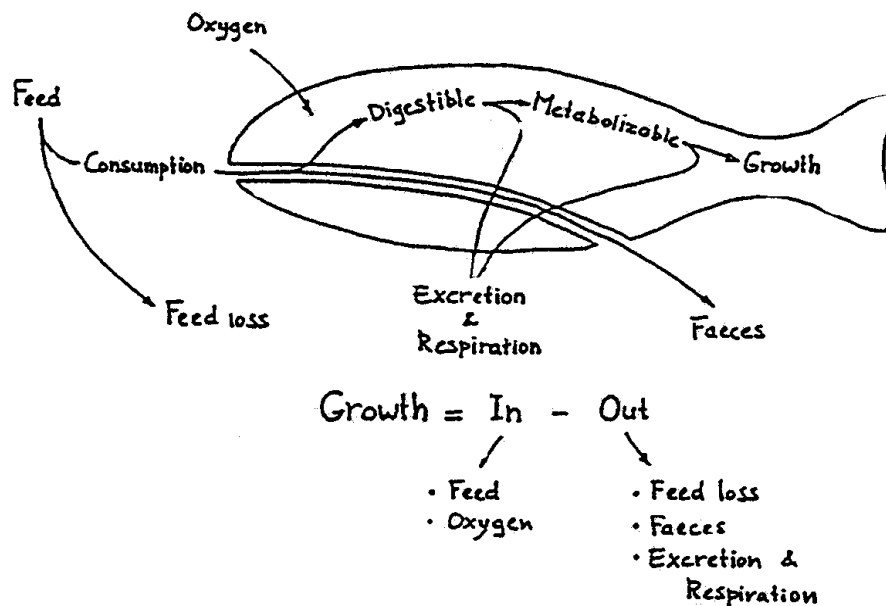 Oxygen
Feed
Digestible
Metabolizable
Consumption
Growth
Feed loss
Excretion
&
Respiration
Faeces
Growth = In - Out
· Feed
· Oxygen
· Feed loss
· Faeces
· Excretion &
Respiration